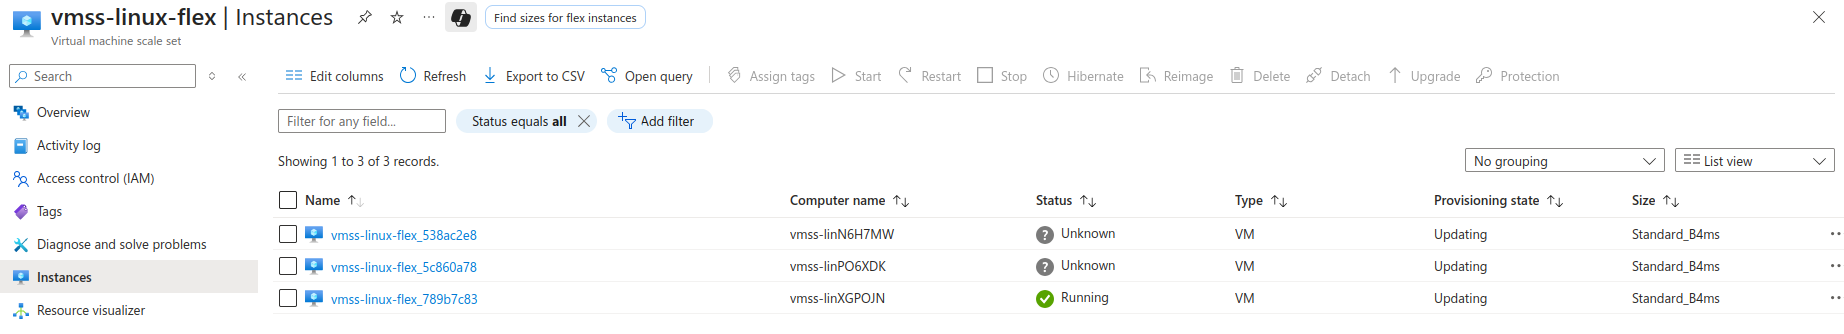 vmss-linux-flex | Instances
Find sizes for flex instances
Virtual machine scale set
Search
Edit columns
Refresh
Export to CSV
Open query
Assign tags
Start
Restart
Stop
Hibernate
Reimage
Delete
Detach
Upgrade
Protection
Overview
Activity log
Access control (IAM)
Tags
Diagnose and solve problems
Instances
Resource visualizer
Filter for any field...
Status equals all
Add filter
Showing 1 to 3 of 3 records.
No grouping
List view
Name Computer name Status Type Provisioning state Size
vmss-linux-flex_538ac2e8 vmss-linN6H7MW Unknown VM Updating Standard_B4ms
vmss-linux-flex_5c860a78 vmss-linPO6XDK Unknown VM Updating Standard_B4ms
vmss-linux-flex_789b7c83 vmss-linXGPOJN Running VM Updating Standard_B4ms